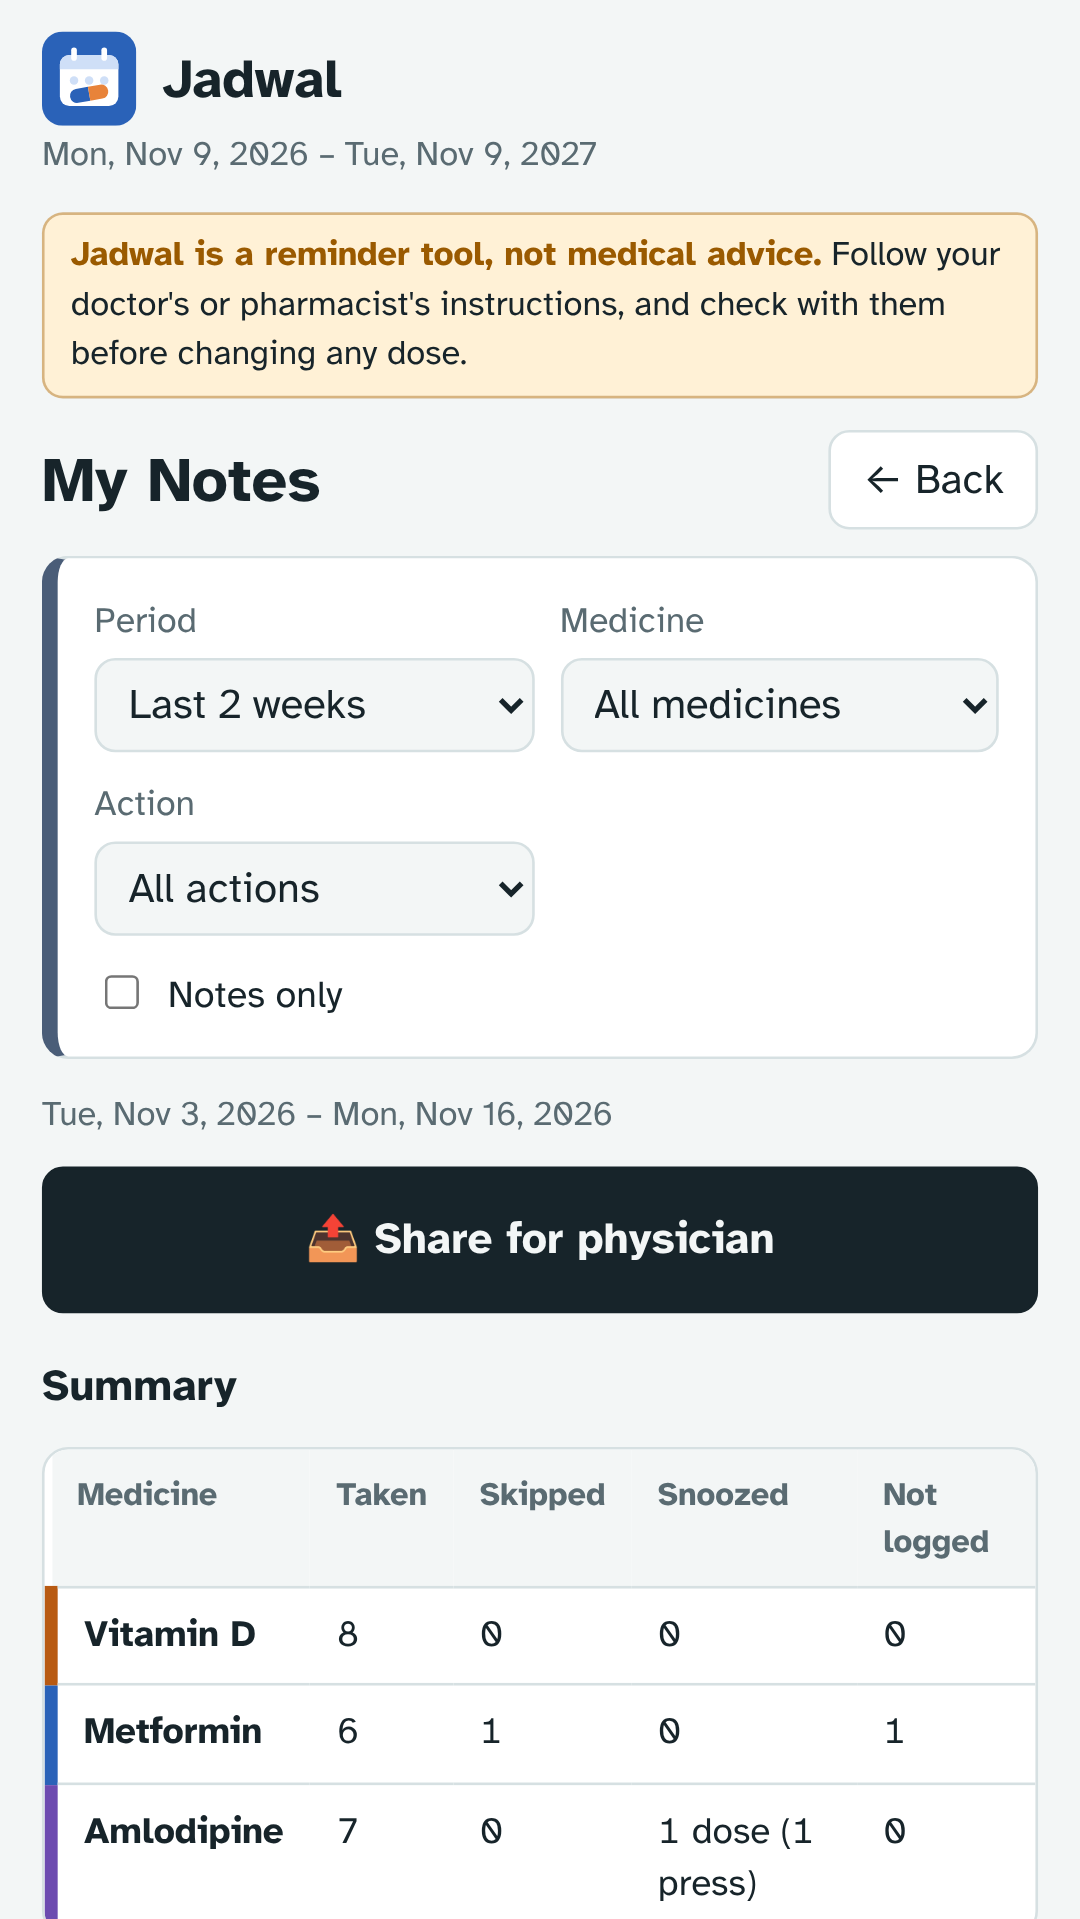 Jadwal
Mon, Nov 9, 2026 – Tue, Nov 9, 2027
Jadwal is a reminder tool, not medical advice. Follow your
doctor's or pharmacist's instructions, and check with them
before changing any dose.
My Notes
← Back
Period
Medicine
Last 2 weeks
All medicines
Action
All actions
Notes only
Tue, Nov 3, 2026 – Mon, Nov 16, 2026
📤 Share for physician
Summary
Medicine Taken Skipped Snoozed Not logged
Vitamin D 8 0 0 0
Metformin 6 1 0 1
Amlodipine 7 0 1 dose (1 press) 0